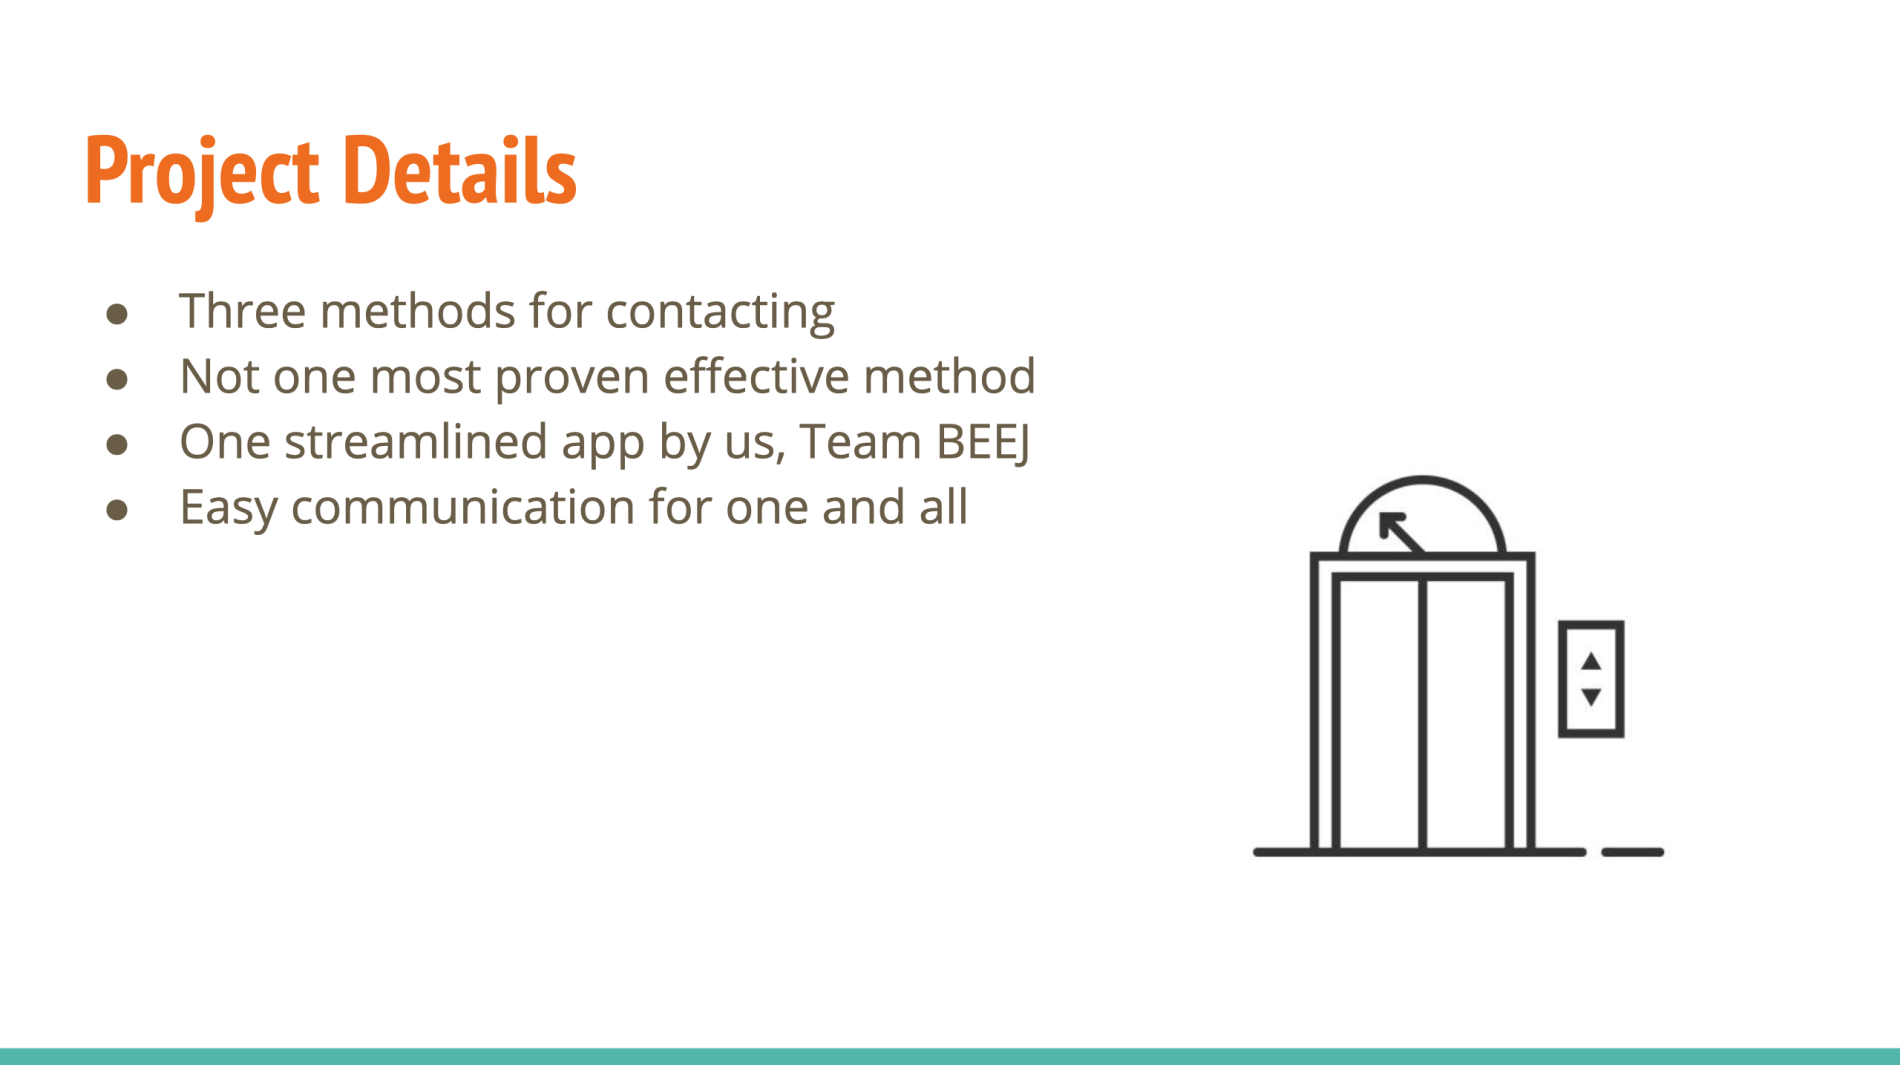 Project Details
● Three methods for contacting
● Not one most proven effective method
● One streamlined app by us, Team BEEJ
● Easy communication for one and all